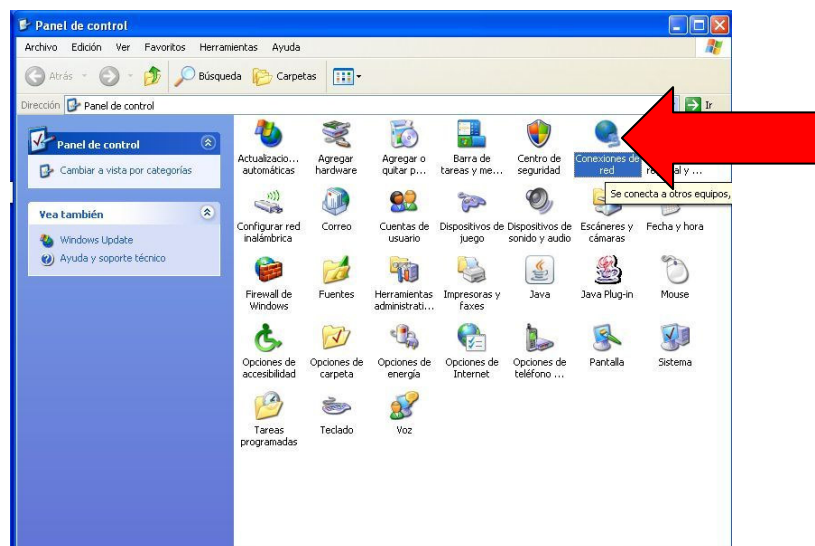 Panel de control
Archivo Edición Ver Favoritos Herramientas Ayuda
Atrás Búsqueda Carpetas
Dirección Panel de control Ir
Panel de control
Cambiar a vista por categorías
Vea también
Windows Update
Ayuda y soporte técnico
Actualizacio... automáticas
Agregar hardware
Agregar o quitar p...
Barra de tareas y me...
Centro de seguridad
Conexiones de red
Se conecta a otros equipos,
Configurar red inalámbrica
Correo
Cuentas de usuario
Dispositivos de juego
Dispositivos de sonido y audio
Escáneres y cámaras
Fecha y hora
Firewall de Windows
Fuentes
Herramientas administrati...
Impresoras y faxes
Java
Java Plug-in
Mouse
Opciones de accesibilidad
Opciones de carpeta
Opciones de energía
Opciones de Internet
Opciones de teléfono ...
Pantalla
Sistema
Tareas programadas
Teclado
Voz